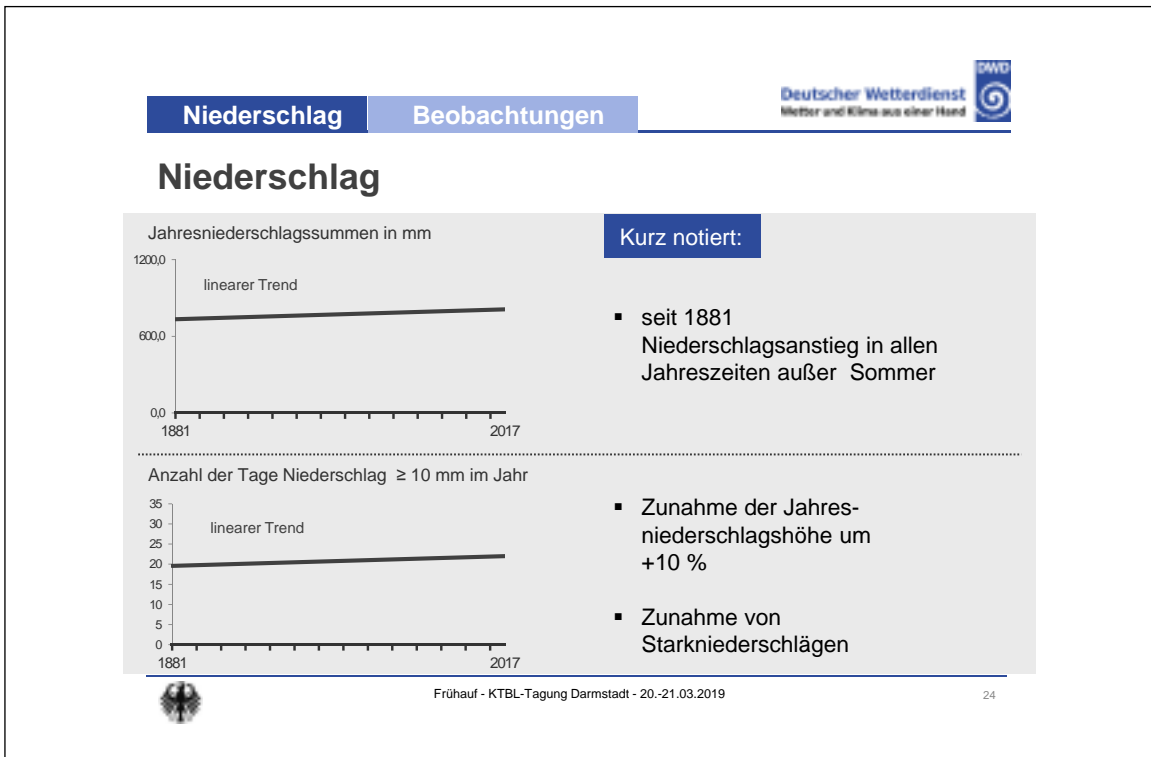 Niederschlag Beobachtungen
Deutscher Wetterdienst
Wetter und Klima aus einer Hand
DWD
Niederschlag
Jahresniederschlagssummen in mm
1200,0
linearer Trend
600,0
0,0
1881 2017
Kurz notiert:
▪ seit 1881
Niederschlagsanstieg in allen
Jahreszeiten außer Sommer
Anzahl der Tage Niederschlag ≥ 10 mm im Jahr
35
30
linearer Trend
25
20
15
10
5
0
1881 2017
▪ Zunahme der Jahres-
niederschlagshöhe um
+10 %
▪ Zunahme von
Starkniederschlägen
Frühauf - KTBL-Tagung Darmstadt - 20.-21.03.2019
24